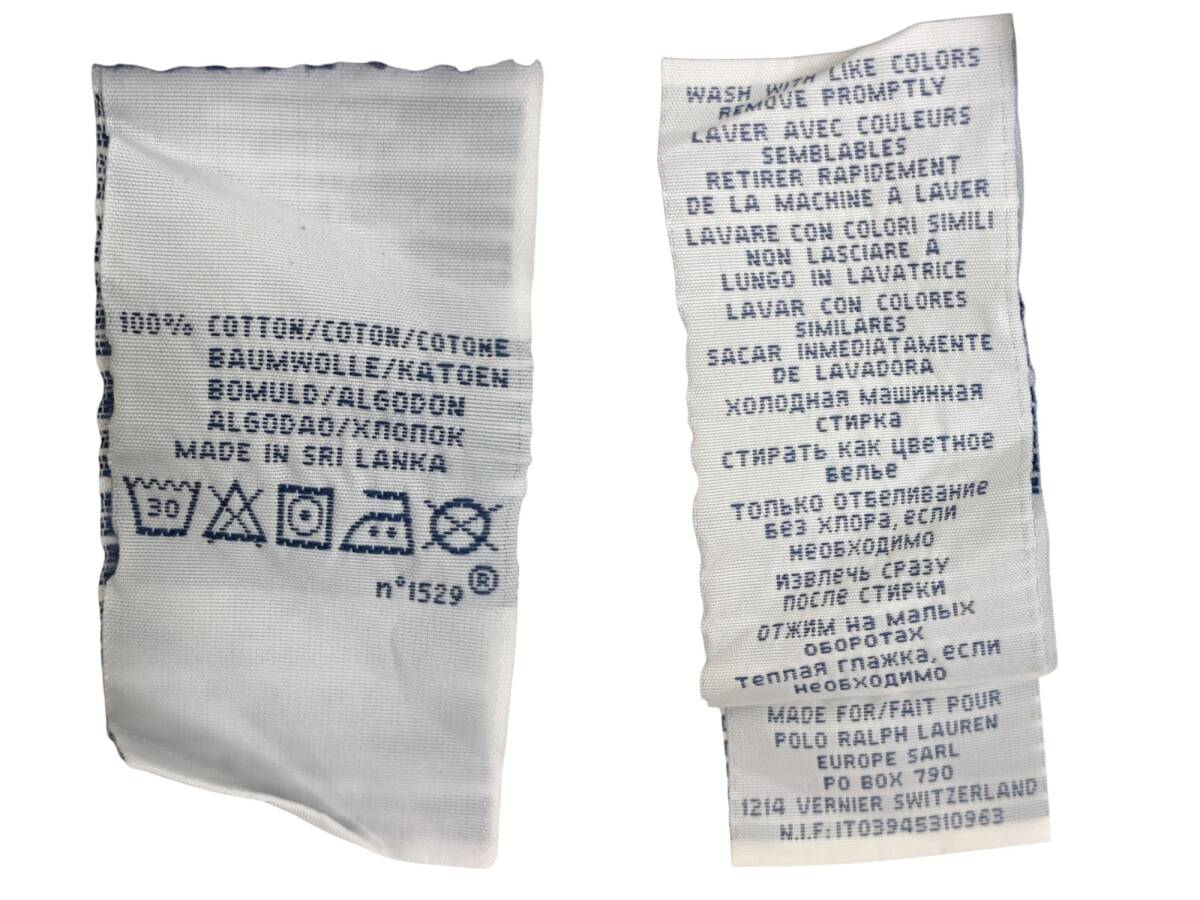 100% COTTON/COTON/COTONE
BAUMWOLLE/KATOEN
BOMULD/ALGODON
ALGODAO/ХЛОПОК
MADE IN SRI LANKA
30
n°1529®
WASH WITH LIKE COLORS
REMOVE PROMPTLY
LAVER AVEC COULEURS
SEMBLABLES
RETIRER RAPIDEMENT
DE LA MACHINE A LAVER
LAVARE CON COLORI SIMILI
NON LASCIARE A
LUNGO IN LAVATRICE
LAVAR CON COLORES
SIMILARES
SACAR INMEDIATAMENTE
DE LAVADORA
ХОЛОДНАЯ МАШИННАЯ
СТИРКА
СТИРАТЬ КАК ЦВЕТНОЕ
БЕЛЬЕ
ТОЛЬКО ОТБЕЛИВАНИЕ
БЕЗ ХЛОРА, ЕСЛИ
НЕОБХОДИМО
ИЗВЛЕЧЬ СРАЗУ
ПОСЛЕ СТИРКИ
ОТЖИМ НА МАЛЫХ
ОБОРОТАХ
ТЕПЛАЯ ГЛАЖКА, ЕСЛИ
НЕОБХОДИМО
MADE FOR/FAIT POUR
POLO RALPH LAUREN
EUROPE SARL
PO BOX 790
1214 VERNIER SWITZERLAND
N.I.F:IT03945310963